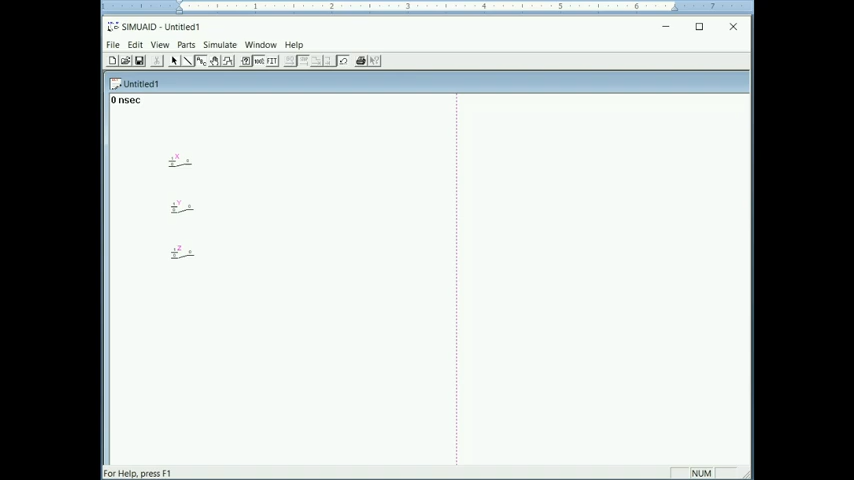 1 2 3 4 5 6 7
SIMUAID - Untitled1
File Edit View Parts Simulate Window Help
100% FIT
Untitled1
0 nsec
X
Y
Z
For Help, press F1
NUM